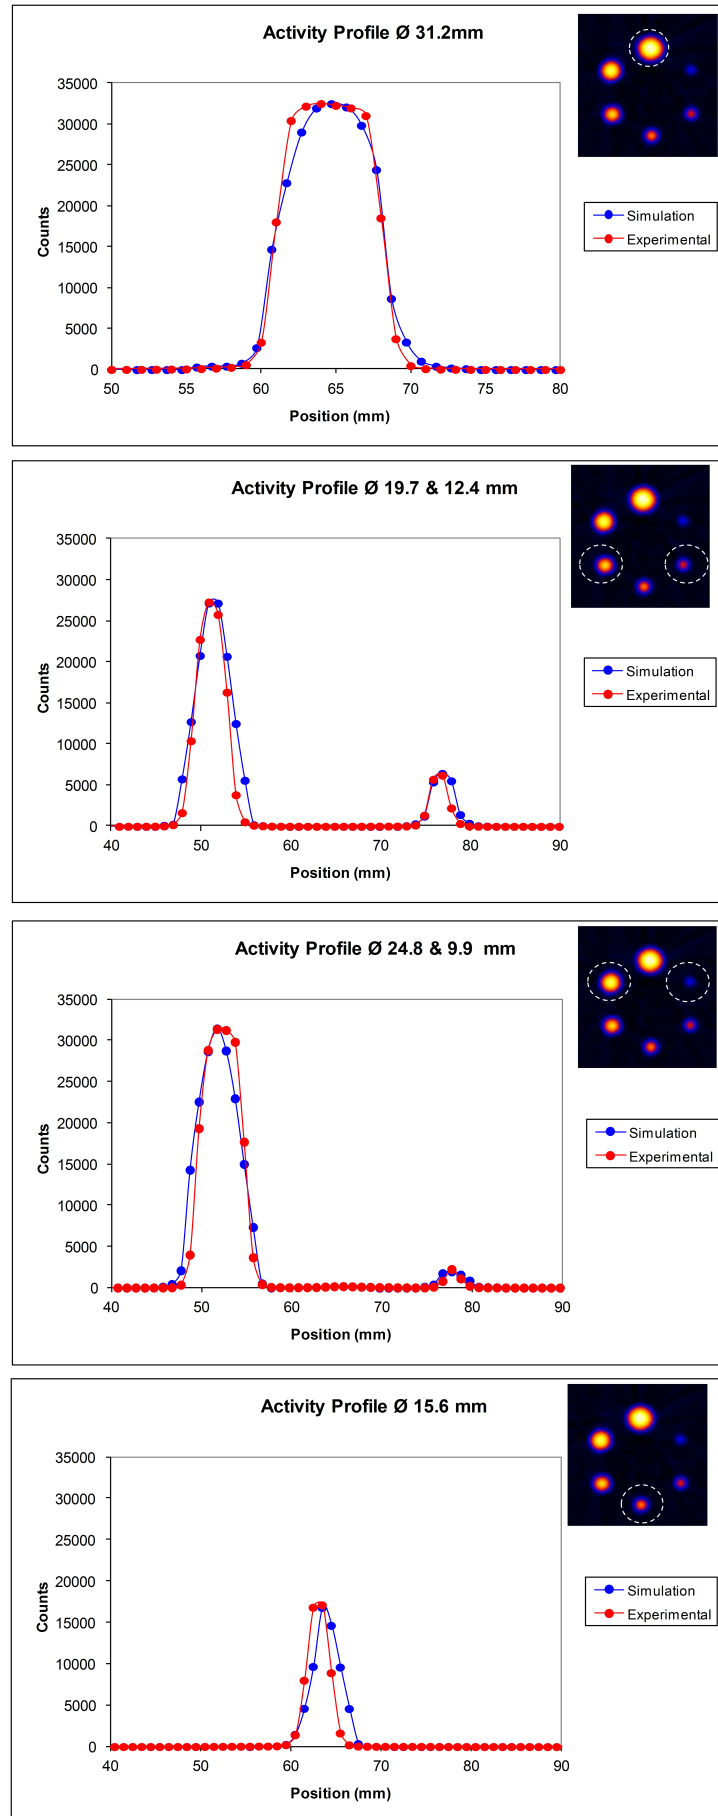 Activity Profile Ø 31.2mm
35000
30000
25000
20000
15000
10000
5000
0
Counts
50 55 60 65 70 75 80
Position (mm)
Simulation
Experimental
Activity Profile Ø 19.7 & 12.4 mm
35000
30000
25000
20000
15000
10000
5000
0
Counts
40 50 60 70 80 90
Position (mm)
Simulation
Experimental
Activity Profile Ø 24.8 & 9.9 mm
35000
30000
25000
20000
15000
10000
5000
0
Counts
40 50 60 70 80 90
Position (mm)
Simulation
Experimental
Activity Profile Ø 15.6 mm
35000
30000
25000
20000
15000
10000
5000
0
Counts
40 50 60 70 80 90
Position (mm)
Simulation
Experimental